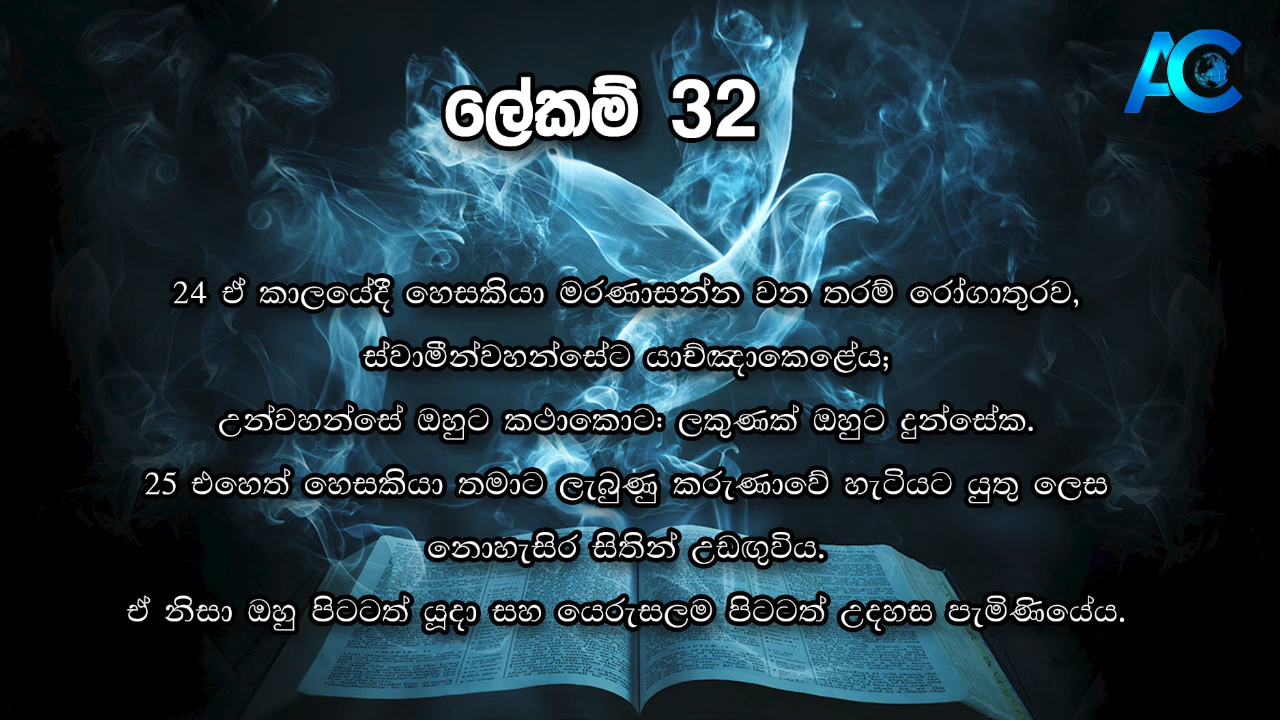 AC
ලේකම් 32
24 ඒ කාලයේදී හෙසකියා මරණාසන්න වන තරම් රෝගාතුරව,
ස්වාමීන්වහන්සේට යාච්ඤාකෙළේය;
උන්වහන්සේ ඔහුට කථාකොට: ලකුණක් ඔහුට දුන්සේක.
25 එහෙත් හෙසකියා තමාට ලැබුණු කරුණාවේ හැටියට යුතු ලෙස
නොහැසිර සිතින් උඩඟුවිය.
ඒ නිසා ඔහු පිටටත් යූදා සහ යෙරුසලම පිටටත් උදහස පැමිණියේය.